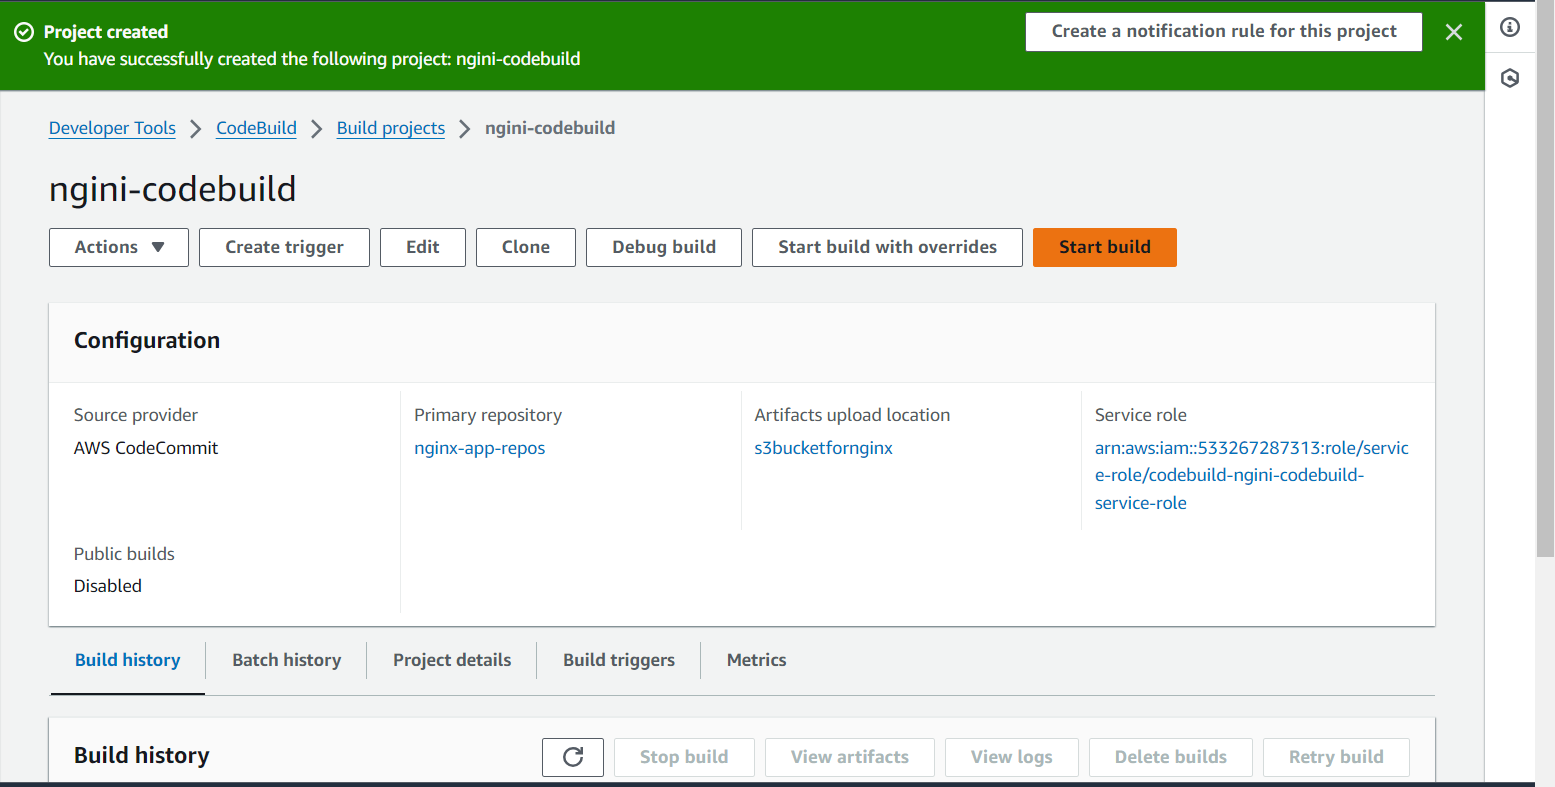 Project created
Create a notification rule for this project
You have successfully created the following project: ngini-codebuild
Developer Tools
CodeBuild
Build projects
ngini-codebuild
ngini-codebuild
Actions
Create trigger
Edit
Clone
Debug build
Start build with overrides
Start build
Configuration
Source provider
AWS CodeCommit
Primary repository
nginx-app-repos
Artifacts upload location
s3bucketfornginx
Service role
arn:aws:iam::533267287313:role/servic
e-role/codebuild-ngini-codebuild-
service-role
Public builds
Disabled
Build history
Batch history
Project details
Build triggers
Metrics
Build history
Stop build
View artifacts
View logs
Delete builds
Retry build